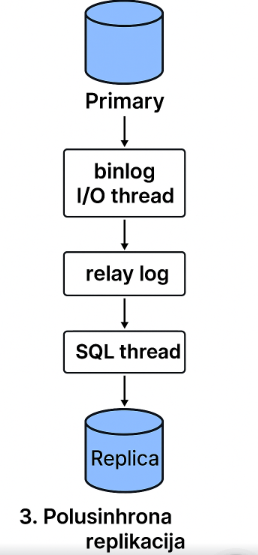 Primary
binlog
I/O thread
relay log
SQL thread
Replica
3. Polusinhrona
replikacija